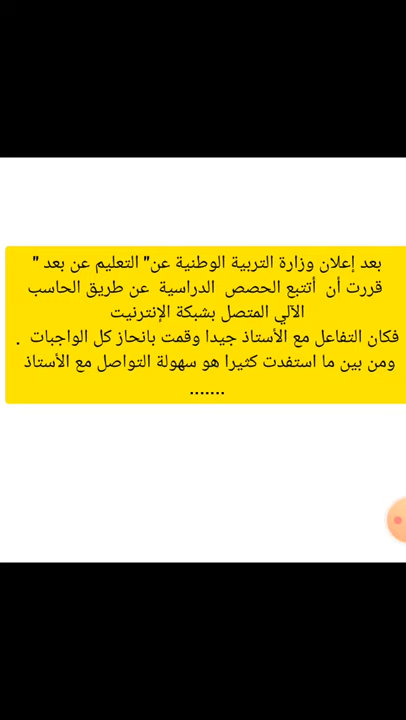 بعد إعلان وزارة التربية الوطنية عن" التعليم عن بعد "
قررت أن أتتبع الحصص الدراسية عن طريق الحاسب
الآلي المتصل بشبكة الإنترنيت
فكان التفاعل مع الأستاذ جيدا وقمت بانحاز كل الواجبات .
ومن بين ما استفدت كثيرا هو سهولة التواصل مع الأستاذ
.......